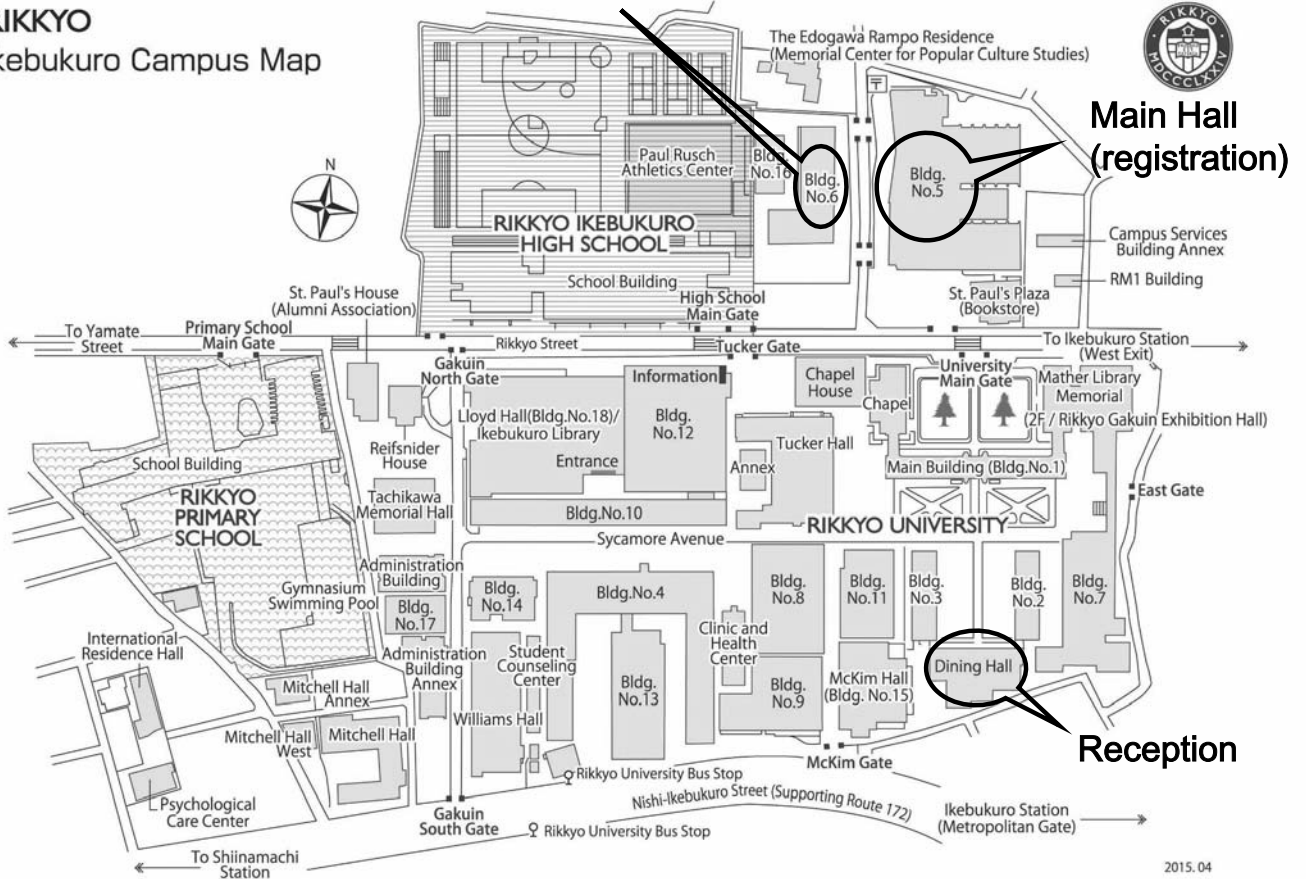 RIKKYO
Ikebukuro Campus Map
The Edogawa Rampo Residence
(Memorial Center for Popular Culture Studies)
RIKKYO
MDCCCLXXIV
〒
Main Hall
(registration)
Paul Rusch
Athletics Center
Bldg.
No.16
Bldg.
No.6
Bldg.
No.5
N
RIKKYO IKEBUKURO
HIGH SCHOOL
Campus Services
Building Annex
RM1 Building
School Building
St. Paul's House
(Alumni Association)
High School
Main Gate
St. Paul's Plaza
(Bookstore)
To Yamate
Street
Primary School
Main Gate
Rikkyo Street
Tucker Gate
To Ikebukuro Station
(West Exit)
Gakuin
North Gate
Information
Chapel
House
University
Main Gate
Mather Library
Memorial
(2F / Rikkyo Gakuin Exhibition Hall)
Lloyd Hall(Bldg.No.18)/
Ikebukuro Library
Bldg.
No.12
Chapel
Reifsnider
House
Tucker Hall
School Building
Entrance
Annex
Main Building (Bldg.No.1)
East Gate
RIKKYO
PRIMARY
SCHOOL
Tachikawa
Memorial Hall
Bldg.No.10
RIKKYO UNIVERSITY
Sycamore Avenue
Administration
Building
Gymnasium
Swimming Pool
Bldg.
No.17
Bldg.
No.14
Bldg.No.4
Bldg.
No.8
Bldg.
No.11
Bldg.
No.3
Bldg.
No.2
Bldg.
No.7
International
Residence Hall
Administration
Building
Annex
Student
Counseling
Center
Clinic and
Health
Center
Dining Hall
Mitchell Hall
Annex
Bldg.
No.13
Bldg.
No.9
McKim Hall
(Bldg. No.15)
Mitchell Hall
West
Mitchell Hall
Williams Hall
Reception
McKim Gate
Rikkyo University Bus Stop
Psychological
Care Center
Nishi-Ikebukuro Street (Supporting Route 172)
Gakuin
South Gate
Rikkyo University Bus Stop
Ikebukuro Station
(Metropolitan Gate)
To Shiinamachi
Station
2015. 04